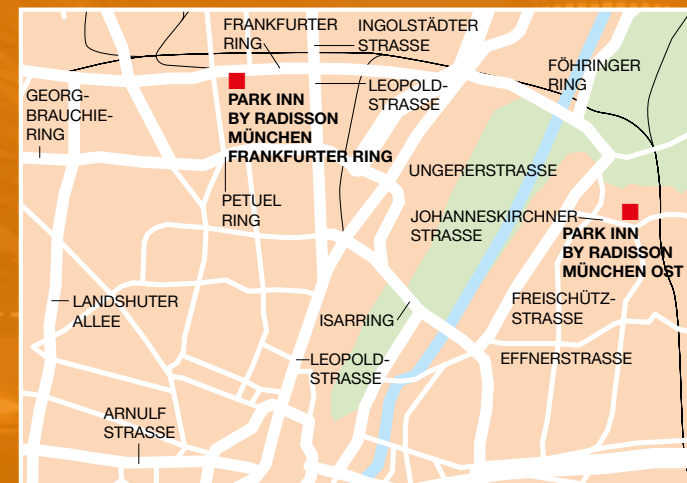 FRANKFURTER
RING
INGOLSTÄDTER
STRASSE
FÖHRINGER
RING
GEORG-
BRAUCHIE-
RING
PARK INN
BY RADISSON
MÜNCHEN
FRANKFURTER RING
LEOPOLD-
STRASSE
UNGERERSTRASSE
PETUEL
RING
JOHANNESKIRCHNER
STRASSE
PARK INN
BY RADISSON
MÜNCHEN OST
LANDSHUTER
ALLEE
ISARRING
FREISCHÜTZ-
STRASSE
LEOPOLD-
STRASSE
EFFNERSTRASSE
ARNULF
STRASSE